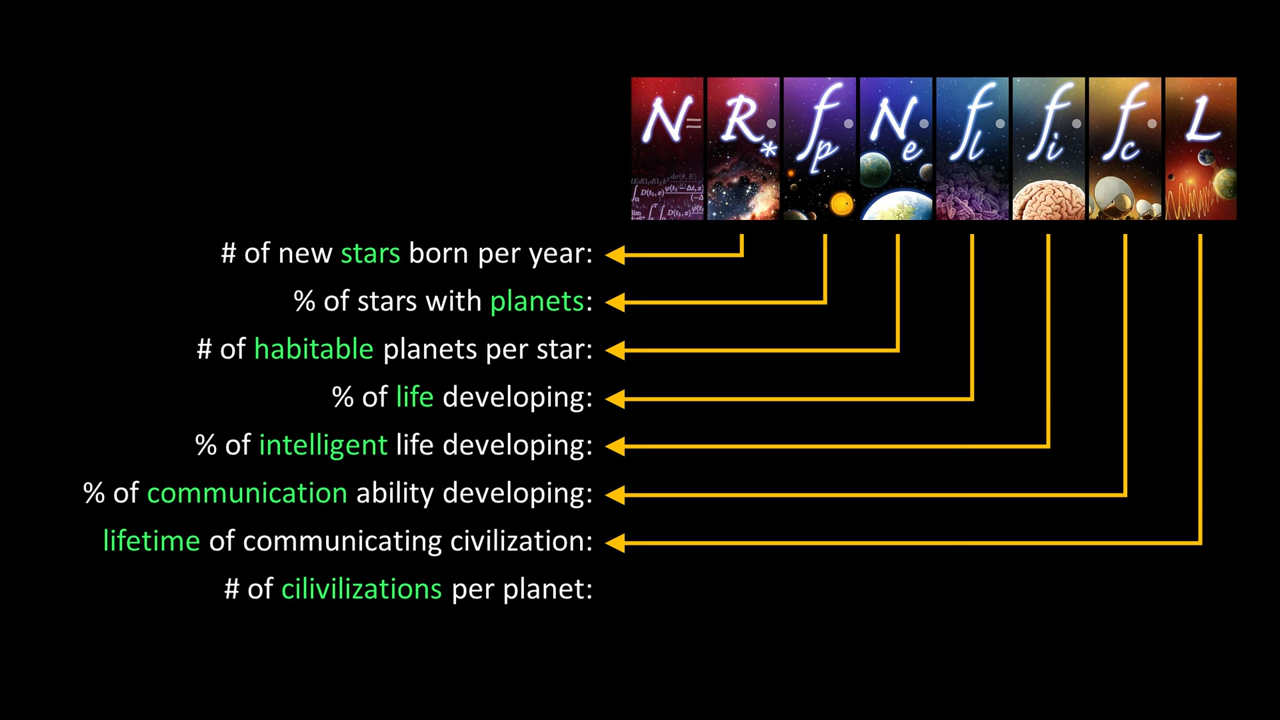 N = R* · fp · Ne · fl · fi · fc · L
# of new stars born per year:
% of stars with planets:
# of habitable planets per star:
% of life developing:
% of intelligent life developing:
% of communication ability developing:
lifetime of communicating civilization:
# of cilivilizations per planet: